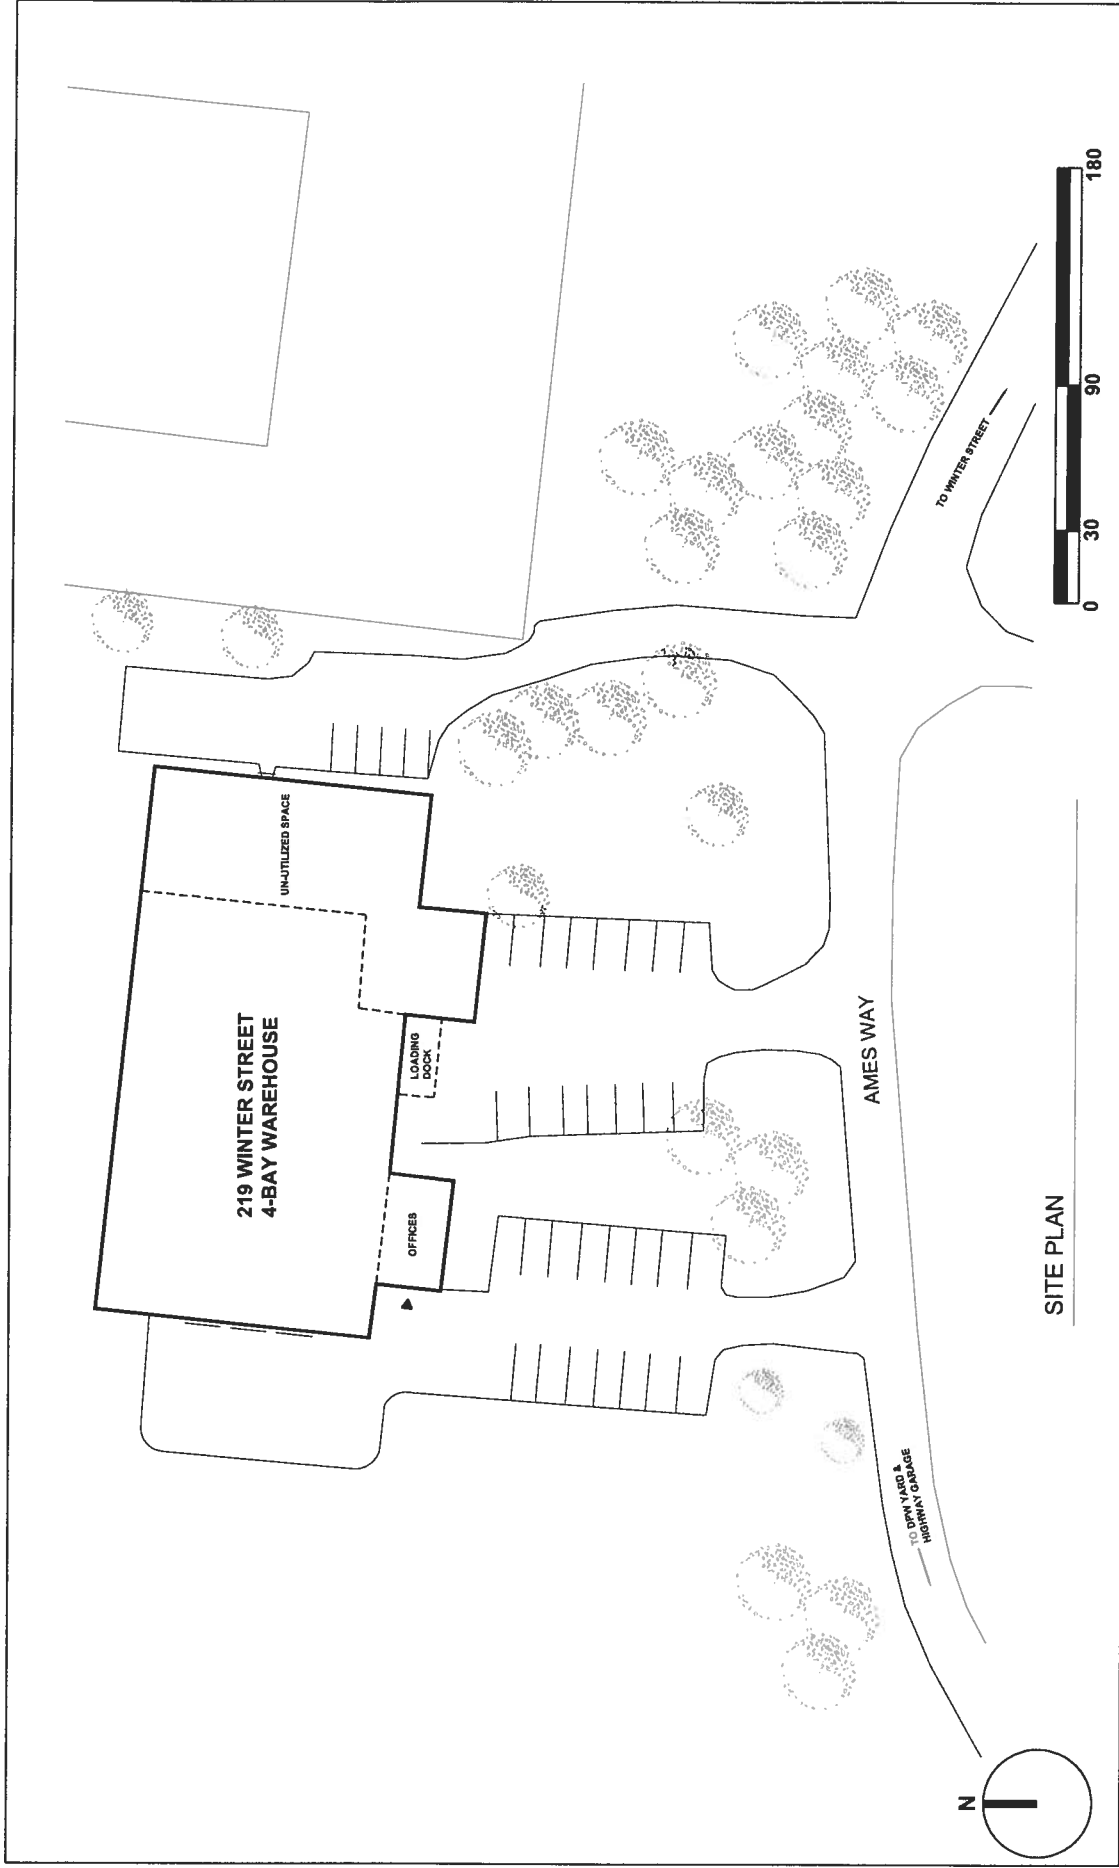 219 WINTER STREET
4-BAY WAREHOUSE
UN-UTILIZED SPACE
LOADING
DOCK
OFFICES
AMES WAY
TO WINTER STREET
TO DPW YARD &
HIGHWAY GARAGE
N
SITE PLAN
0 30 90 180